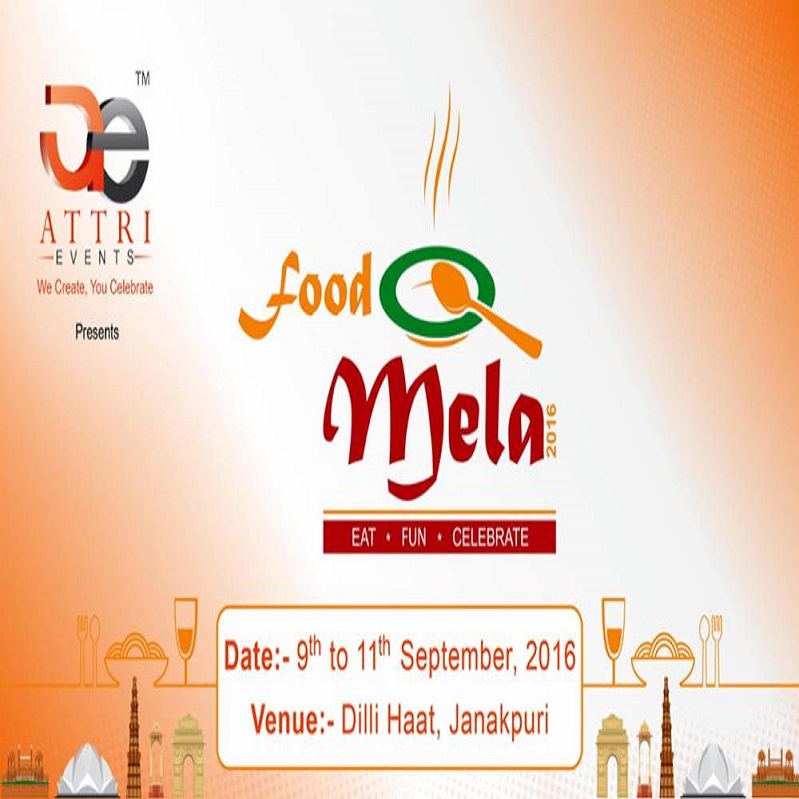 TM
ae
ATTRI
EVENTS
We Create, You Celebrate
Presents
food
Mela
2016
EAT * FUN * CELEBRATE
Date:- 9th to 11th September, 2016
Venue:- Dilli Haat, Janakpuri